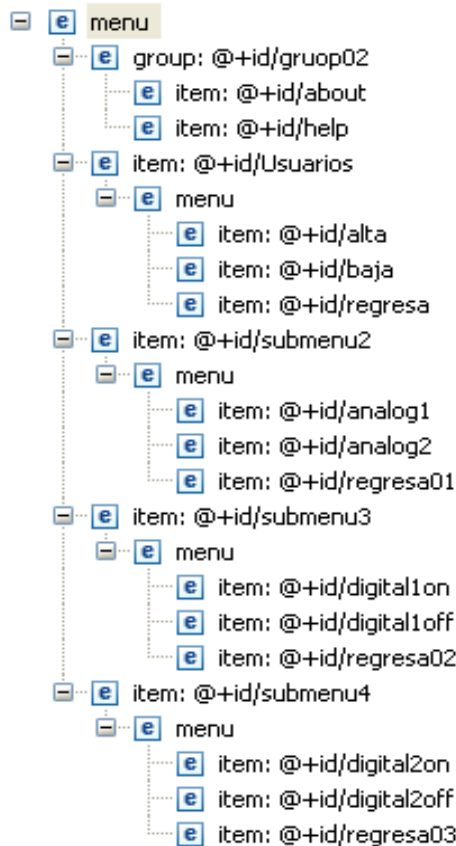 e menu
e group: @+id/gruop02
e item: @+id/about
e item: @+id/help
e item: @+id/Usuarios
e menu
e item: @+id/alta
e item: @+id/baja
e item: @+id/regresa
e item: @+id/submenu2
e menu
e item: @+id/analog1
e item: @+id/analog2
e item: @+id/regresa01
e item: @+id/submenu3
e menu
e item: @+id/digital1on
e item: @+id/digital1off
e item: @+id/regresa02
e item: @+id/submenu4
e menu
e item: @+id/digital2on
e item: @+id/digital2off
e item: @+id/regresa03